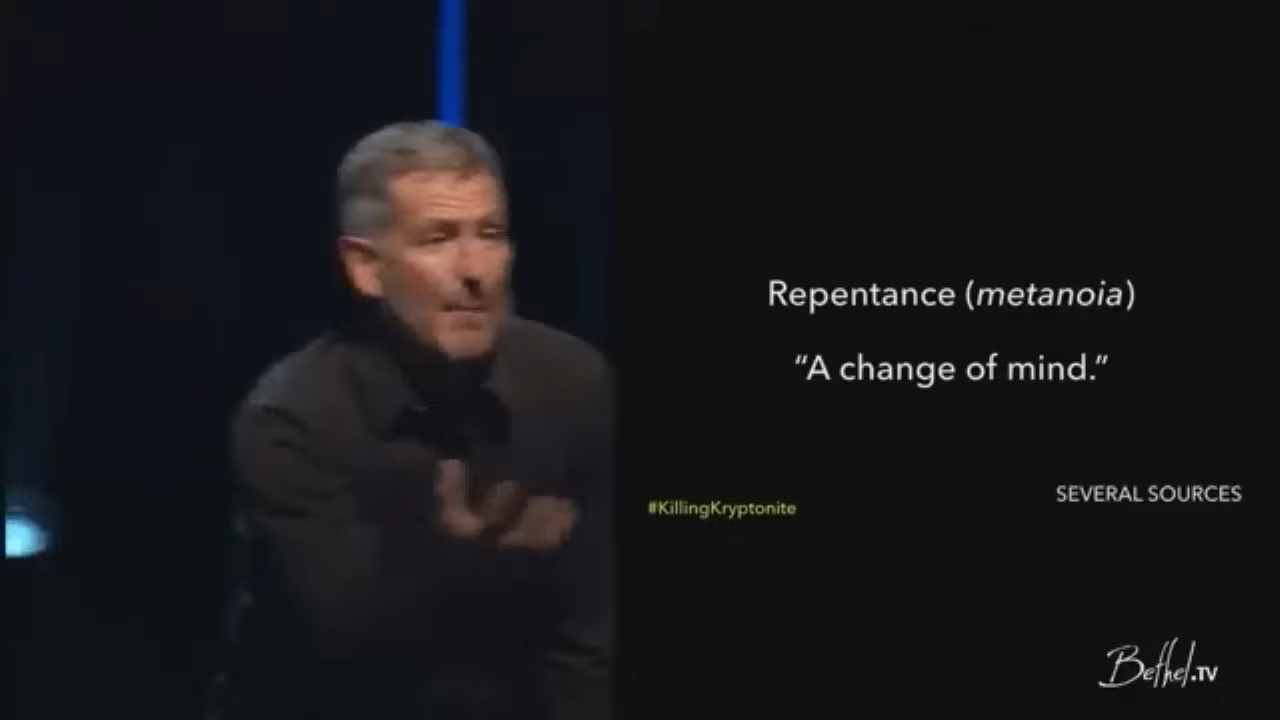 Repentance (metanoia)
“A change of mind.”
SEVERAL SOURCES
#KillingKryptonite
Bethel.TV